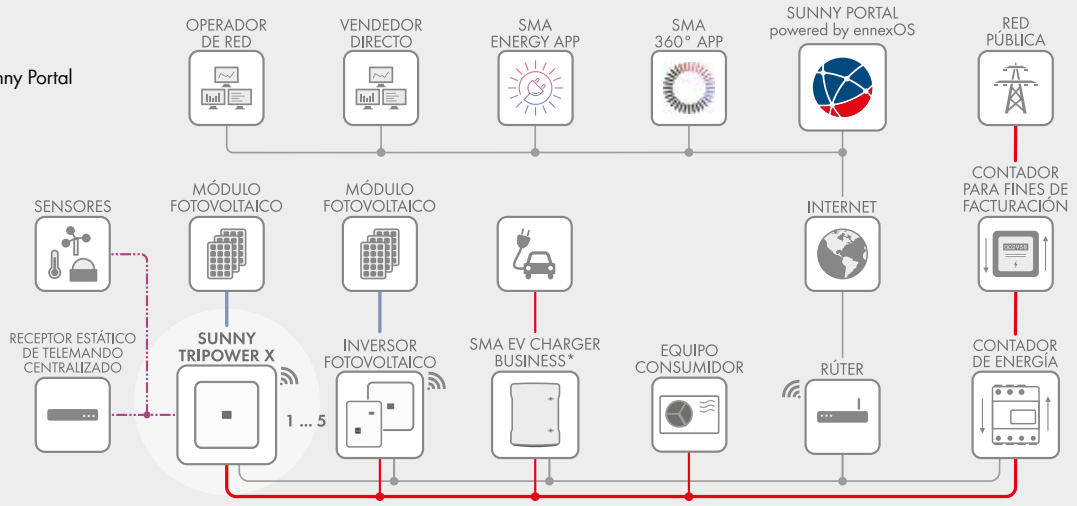 OPERADOR
DE RED
VENDEDOR
DIRECTO
SMA
ENERGY APP
SMA
360° APP
SUNNY PORTAL
powered by ennexOS
RED
PÚBLICA
nny Portal
SENSORES
MÓDULO
FOTOVOLTAICO
MÓDULO
FOTOVOLTAICO
INTERNET
CONTADOR
PARA FINES DE
FACTURACIÓN
002958
RECEPTOR ESTÁTICO
DE TELEMANDO
CENTRALIZADO
SUNNY
TRIPOWER X
1 ... 5
INVERSOR
FOTOVOLTAICO
SMA EV CHARGER
BUSINESS*
EQUIPO
CONSUMIDOR
RÚTER
CONTADOR
DE ENERGÍA